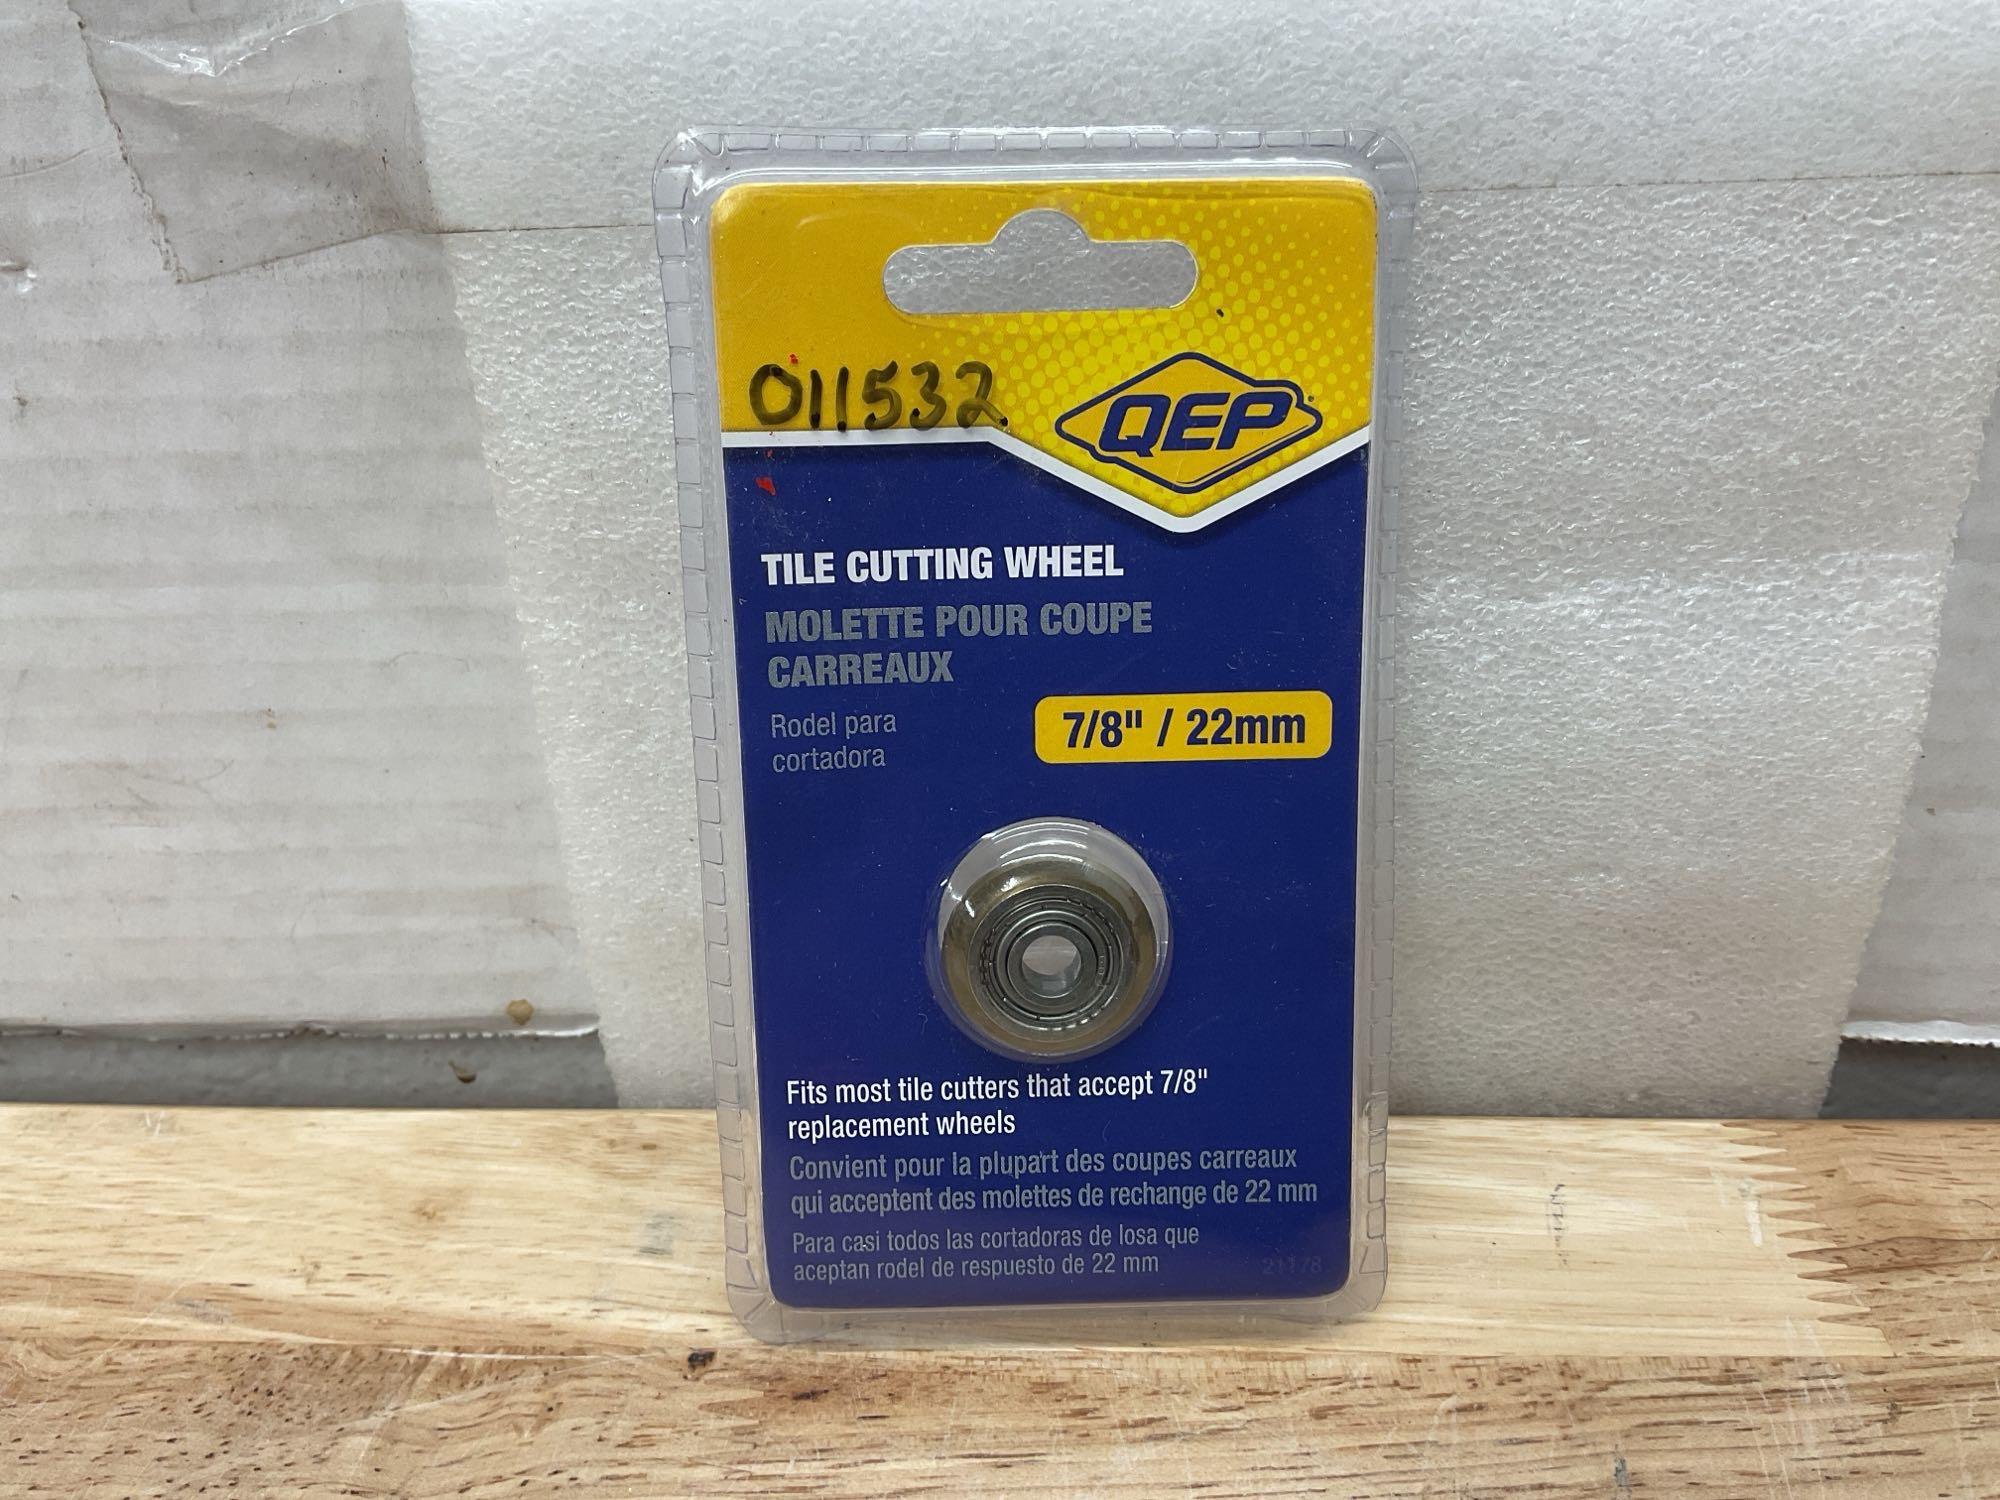 011532
QEP
TILE CUTTING WHEEL
MOLETTE POUR COUPE
CARREAUX
Rodel para
cortadora
7/8" / 22mm
Fits most tile cutters that accept 7/8"
replacement wheels
Convient pour la plupart des coupes carreaux
qui acceptent des molettes de rechange de 22 mm
Para casi todos las cortadoras de losa que
aceptan rodel de respuesto de 22 mm
21178